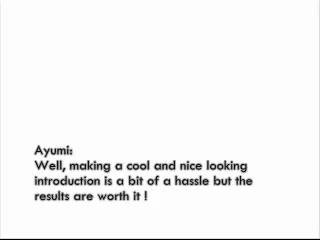 Ayumi:
Well, making a cool and nice looking
introduction is a bit of a hassle but the
results are worth it !